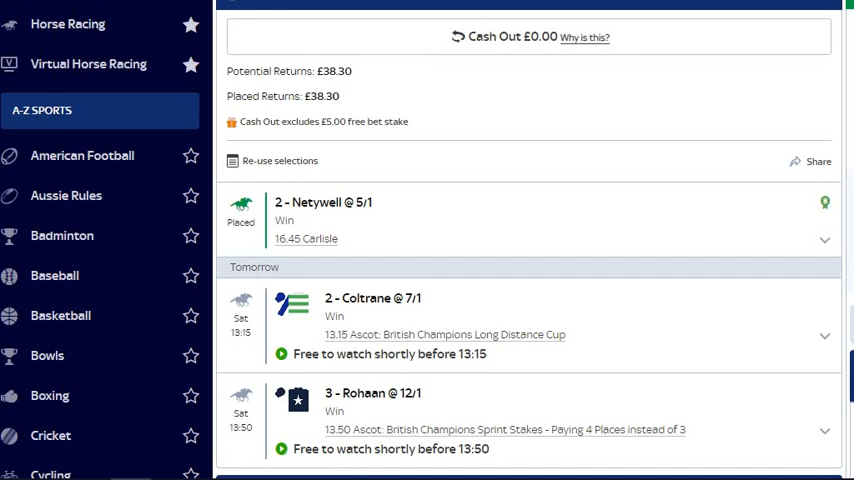 Horse Racing
V
Virtual Horse Racing
A-Z SPORTS
American Football
Aussie Rules
Badminton
Baseball
Basketball
Bowls
Boxing
Cricket
Cycling
Cash Out £0.00 Why is this?
Potential Returns: £38.30
Placed Returns: £38.30
Cash Out excludes £5.00 free bet stake
Re-use selections
Share
Placed
2 - Netywell @ 5/1
Win
16.45 Carlisle
Tomorrow
Sat
13:15
2 - Coltrane @ 7/1
Win
13.15 Ascot: British Champions Long Distance Cup
Free to watch shortly before 13:15
Sat
13:50
3 - Rohaan @ 12/1
Win
13.50 Ascot: British Champions Sprint Stakes - Paying 4 Places instead of 3
Free to watch shortly before 13:50